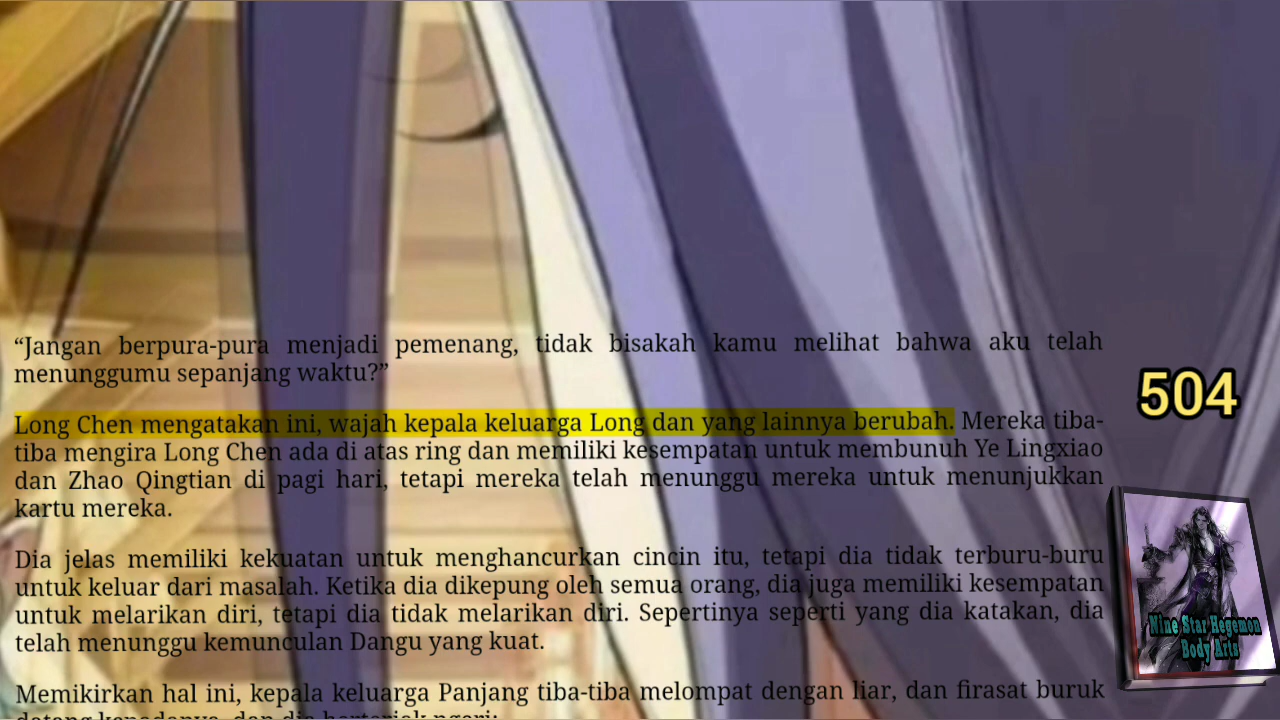 “Jangan berpura-pura menjadi pemenang, tidak bisakah kamu melihat bahwa aku telah
menunggumu sepanjang waktu?”
Long Chen mengatakan ini, wajah kepala keluarga Long dan yang lainnya berubah. Mereka tiba-
tiba mengira Long Chen ada di atas ring dan memiliki kesempatan untuk membunuh Ye Lingxiao
dan Zhao Qingtian di pagi hari, tetapi mereka telah menunggu mereka untuk menunjukkan
kartu mereka.
Dia jelas memiliki kekuatan untuk menghancurkan cincin itu, tetapi dia tidak terburu-buru
untuk keluar dari masalah. Ketika dia dikepung oleh semua orang, dia juga memiliki kesempatan
untuk melarikan diri, tetapi dia tidak melarikan diri. Sepertinya seperti yang dia katakan, dia
telah menunggu kemunculan Dangu yang kuat.
Memikirkan hal ini, kepala keluarga Panjang tiba-tiba melompat dengan liar, dan firasat buruk
504
Nine Star Hegemon
Body Arts